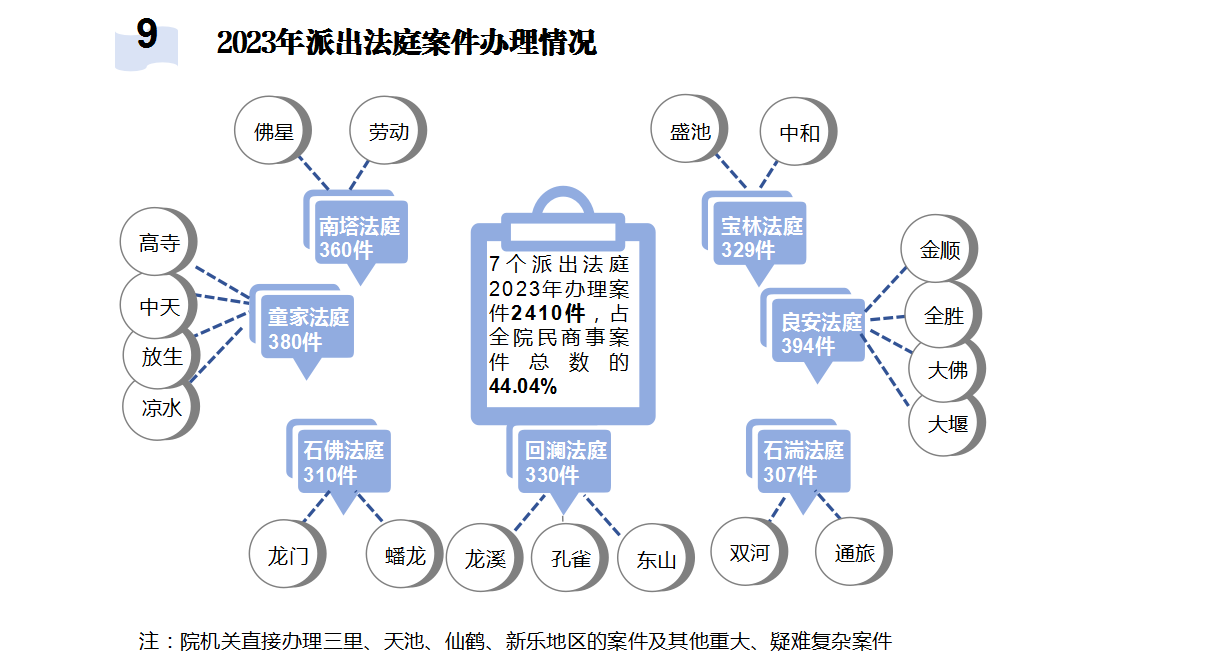 9
2023年派出法庭案件办理情况
佛星
劳动
盛池
中和
南塔法庭
360件
宝林法庭
329件
高寺
中天
放生
凉水
童家法庭
380件
7个派出法庭
2023年办理案
件2410件，占
全院民商事案
件总数的
44.04%
良安法庭
394件
金顺
全胜
大佛
大堰
石佛法庭
310件
回澜法庭
330件
石湍法庭
307件
龙门
蟠龙
龙溪
孔雀
东山
双河
通旅
注：院机关直接办理三里、天池、仙鹤、新乐地区的案件及其他重大、疑难复杂案件